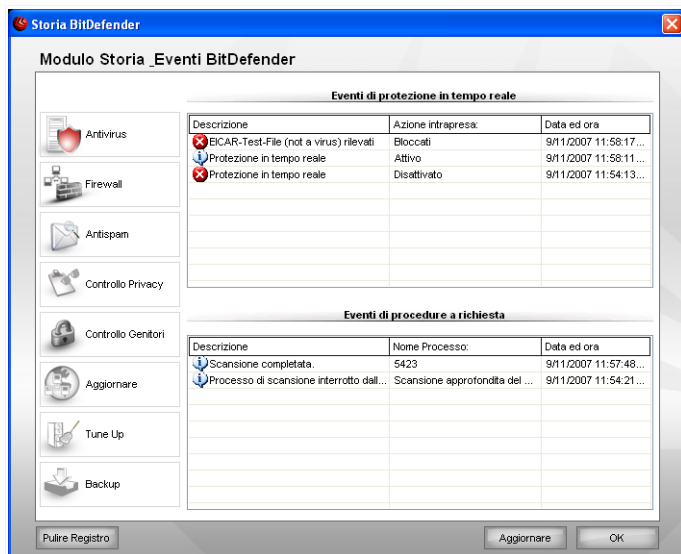 Storia BitDefender
Modulo Storia _Eventi BitDefender
Antivirus
Firewall
Antispam
Controllo Privacy
Controllo Genitori
Aggiornare
Tune Up
Backup
Eventi di protezione in tempo reale
Descrizione Azione intrapresa: Data ed ora
EICAR-Test-File (not a virus) rilevati Bloccati 9/11/2007 11:58:17...
Protezione in tempo reale Attivo 9/11/2007 11:58:11...
Protezione in tempo reale Disattivato 9/11/2007 11:54:13...
Eventi di procedure a richiesta
Descrizione Nome Processo: Data ed ora
Scansione completata. 5423 9/11/2007 11:57:48...
Processo di scansione interrotto dall... Scansione approfondita del ... 9/11/2007 11:54:21...
Pulire Registro Aggiornare OK